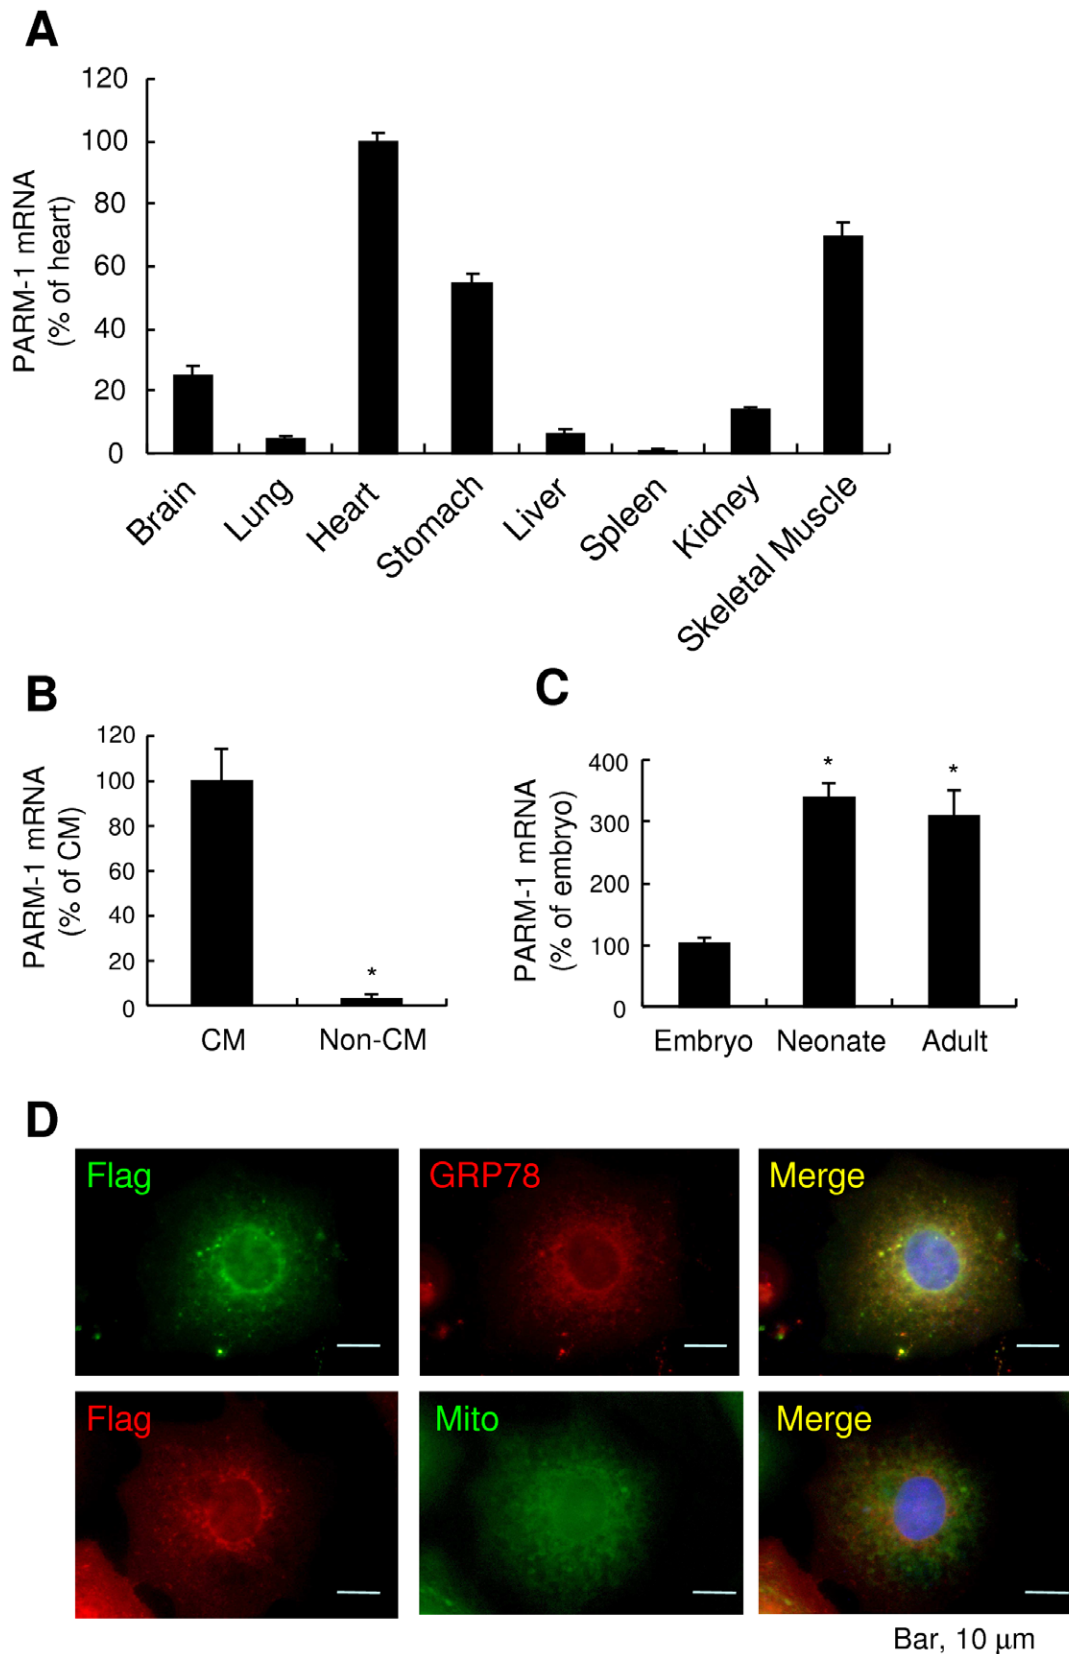 A
PARM-1 mRNA
(% of heart)
120
100
80
60
40
20
0
Brain
Lung
Heart
Stomach
Liver
Spleen
Kidney
Skeletal Muscle
B
PARM-1 mRNA
(% of CM)
120
100
80
60
40
20
0
*
CM
Non-CM
C
PARM-1 mRNA
(% of embryo)
400
300
200
100
0
*
*
Embryo
Neonate
Adult
D
Flag
GRP78
Merge
Flag
Mito
Merge
Bar, 10 μm